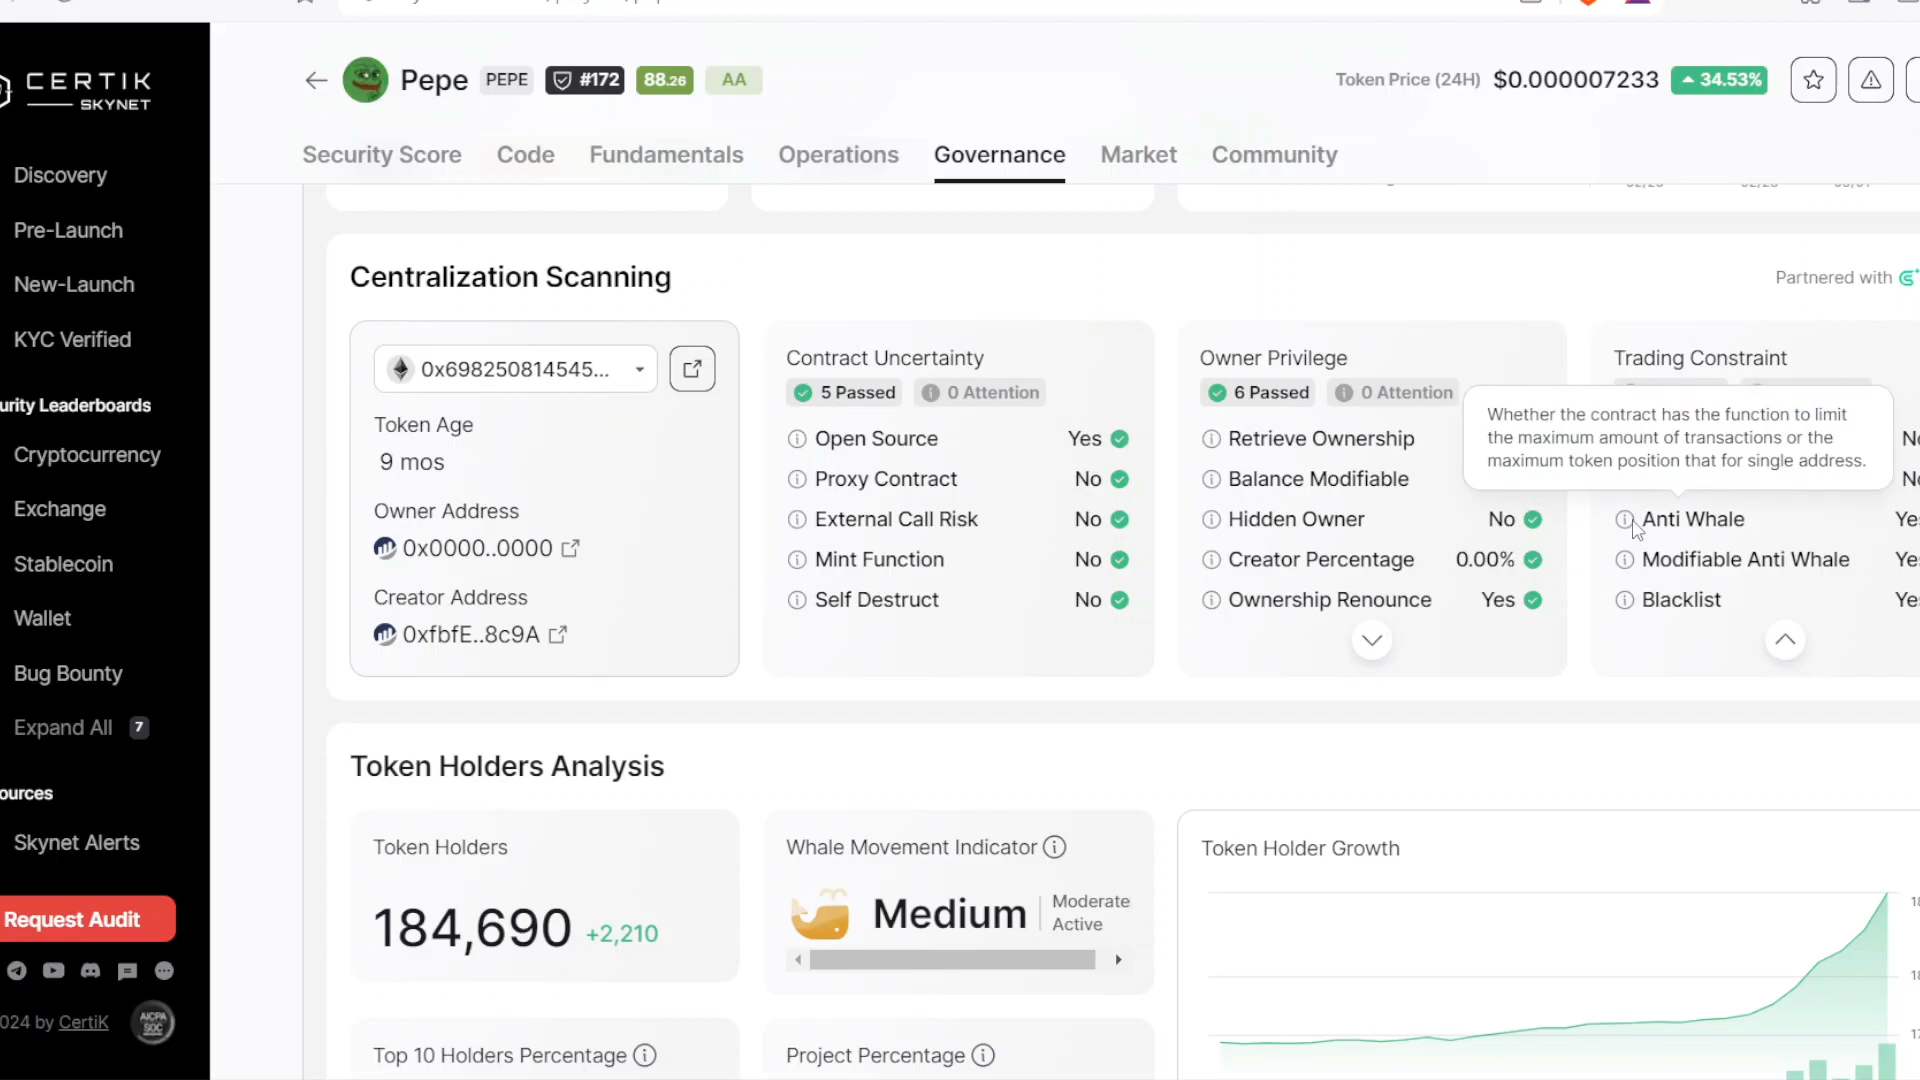 CERTIK
SKYNET
Discovery
Pre-Launch
New-Launch
KYC Verified
urity Leaderboards
Cryptocurrency
Exchange
Stablecoin
Wallet
Bug Bounty
Expand All 7
ources
Skynet Alerts
Request Audit
024 by CertiK
AICPA
SOC
Pepe PEPE #172 88.26 AA
Token Price (24H) $0.000007233 34.53%
Security Score Code Fundamentals Operations Governance Market Community
Centralization Scanning
Partnered with
0x698250814545...
Token Age
9 mos
Owner Address
0x0000..0000
Creator Address
0xfbfE..8c9A
Contract Uncertainty
5 Passed 0 Attention
Open Source Yes
Proxy Contract No
External Call Risk No
Mint Function No
Self Destruct No
Owner Privilege
6 Passed 0 Attention
Retrieve Ownership
Balance Modifiable
Hidden Owner No
Creator Percentage 0.00%
Ownership Renounce Yes
Trading Constraint
Whether the contract has the function to limit
the maximum amount of transactions or the
maximum token position that for single address.
No
No
Anti Whale Yes
Modifiable Anti Whale Yes
Blacklist Yes
Token Holders Analysis
Token Holders
184,690 +2,210
Whale Movement Indicator
Medium
Moderate
Active
Token Holder Growth
Top 10 Holders Percentage
Project Percentage